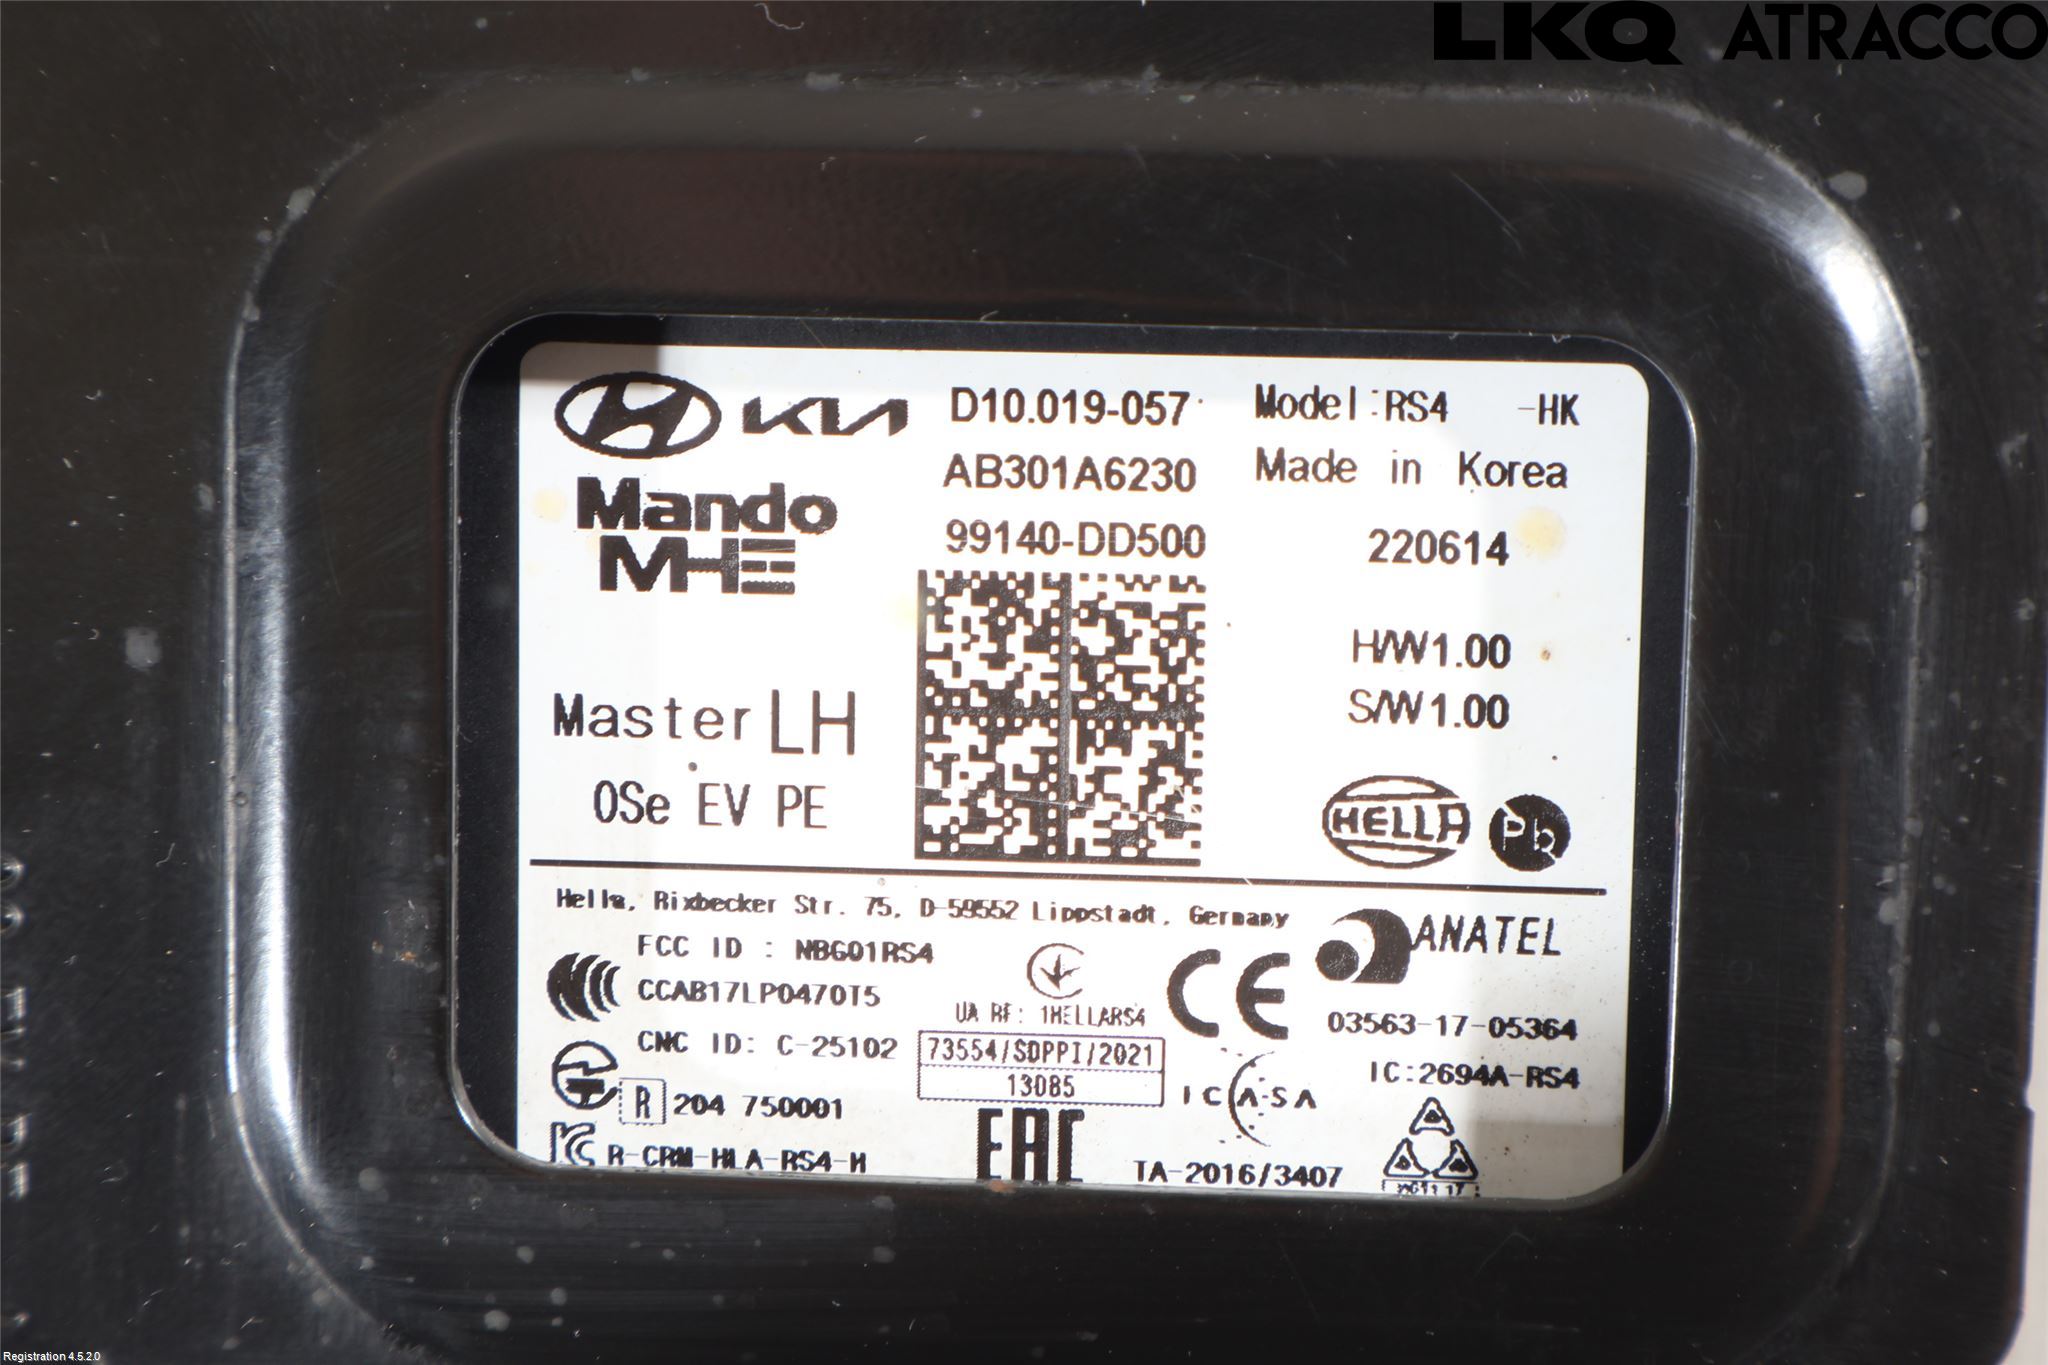 LKQ ATRACCO
KIA D10.019-057 Model:RS4 -HK
AB301A6230 Made in Korea
Mando
MHE
99140-DD500 220614
H/W1.00
Master LH S/W1.00
OSe EV PE
HELLA Pb
Hella, Rixbecker Str. 75, D-59552 Lippstadt, Germany
ANATEL
FCC ID : NBG01RS4
CCAB17LP0470T5
UA RF: 1HELLARS4 CE 03563-17-05364
CNC ID: C-25102 73554/SDPPI/2021
13085
IC:2694A-RS4
ICASA
R 204 750001
R-CRM-HLA-RS4-H EAC TA-2016/3407
Registration 4.5.2.0